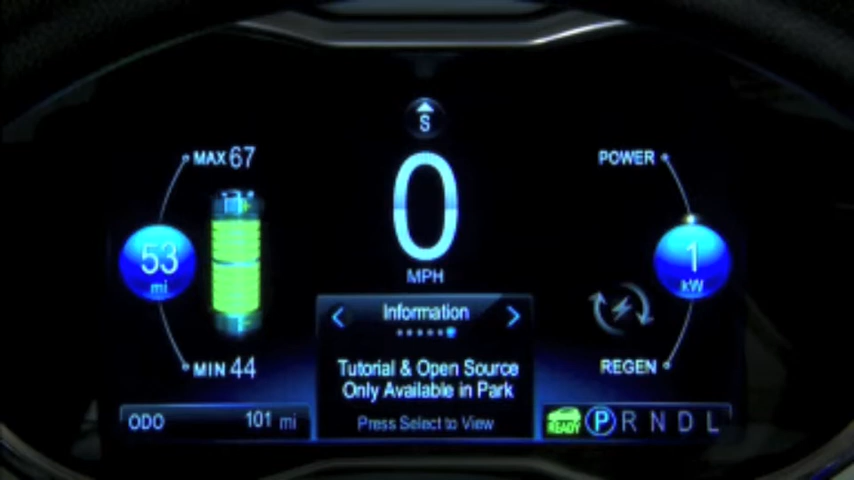 S
MAX 67
0
POWER
53
mi
MPH
1
kW
Information
MIN 44
Tutorial & Open Source
Only Available in Park
REGEN
Press Select to View
ODO 101 mi
READY P R N D L